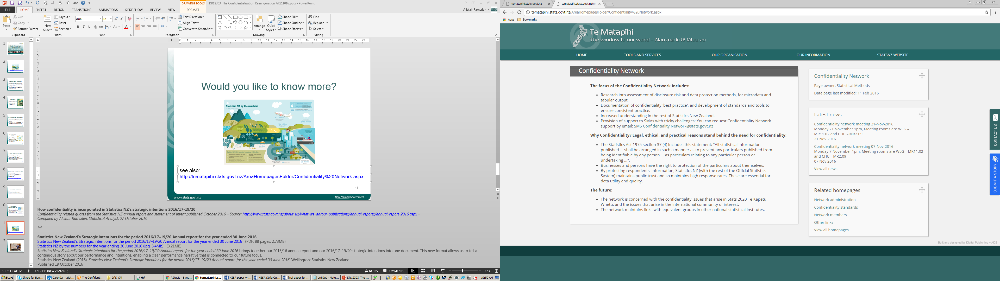 DRAWING TOOLS
DR12303_The Confidentialisation Reinvigoration AR311016.pptx - PowerPoint
FILE
HOME
INSERT
DESIGN
TRANSITIONS
ANIMATIONS
SLIDE SHOW
REVIEW
VIEW
FORMAT
Alistair Ramsden
Paste
Cut
Copy
Format Painter
Clipboard
New
Slide
Layout
Reset
Section
Slides
Arial
18
Font
Text Direction
Align Text
Convert to SmartArt
Paragraph
Arrange
Quick
Styles
Shape Fill
Shape Outline
Shape Effects
Drawing
Find
Replace
Select
Editing
1
2
3
4
5
6
7
8
9
10
11
12
Would you like to know more?
Statistics NZ by the numbers
see also:
http://tematapihi.stats.govt.nz/AreaHomepagesFolder/Confidentiality%20Network.aspx
11
www.stats.govt.nz
New Zealand Government
How confidentiality is incorporated in Stats NZ's strategic intentions 2016/17-19/20
Confidentiality related quotes from the Statistics NZ annual report and statement of intent published October 2016 – Source: http://www.stats.govt.nz/about_us/what-we-do/our-publications/annual-reports/annual-report-2016.aspx –
Compiled by Alistair Ramsden, Statistical Analyst, 27 October 2016
***
Statistics New Zealand's Strategic intentions for the period 2016/17–19/20 Annual report for the year ended 30 June 2016
Statistics New Zealand's Strategic intentions for the period 2016/17–19/20 Annual report for the year ended 30 June 2016 (PDF, 88 pages, 2.73MB)
Statistics NZ by the numbers for the year ending 30 June 2016 (jpg, 3.4Mb) (3.21MB)
Statistics New Zealand's Strategic intentions for the period 2016/17–19/20 Annual report for the year ended 30 June 2016 brings together our 2015/16 annual report and our 2016/17–19/20 strategic intentions into one document. This new format allows us to tell a
continuous story about our performance and intentions, enabling a clear performance narrative that is connected to our future focus.
Statistics New Zealand (2016). Statistics New Zealand's Strategic intentions for the period 2016/17–19/20 Annual report for the year ended 30 June 2016. Wellington: Statistics New Zealand.
Published 19 October 2016
SLIDE 11 OF 12
ENGLISH (NEW ZEALAND)
NOTES
COMMENTS
82 %
Start
Skype for Busi...
Calendar - alist...
The Confidenti...
J:\S_SM
H:\
RStudio - Synt...
tematapihi.s...
NZSA paper v4...
NZSA Style Gui...
final paper for ...
Untitled - Note...
DR12303_The ...
10:50 AM
tematapihi.stats.govt.nz
tematapihi.stats.govt.nz/Ar
tematapihi.stats.govt.nz/AreaHomepagesFolder/Confidentiality%20Network.aspx
Apps
Bookmarks
Te Matapihi
The window to our world – Nau mai ki tō tātou ao
HOME
TOOLS AND SERVICES
OUR ORGANISATION
OUR INFORMATION
STATSNZ WEBSITE
Confidentiality Network
The focus of the Confidentiality Network includes:
• Research into assessment of disclosure risk and data protection methods, for microdata and
tabular output.
• Documentation of confidentiality 'best practice', and development of standards and tools to
ensure consistent practice.
• Increased understanding in the rest of Statistics New Zealand.
• Provision of support to SMAs with tricky challenges: You can request Confidentiality Network
support by email: SMS Confidentiality Network@stats.govt.nz
Why Confidentiality? Legal, ethical, and practical reasons stand behind the need for confidentiality:
• The Statistics Act 1975 section 37 (4) includes this statement: "All statistical information
published ... shall be arranged in such a manner as to prevent any particulars published from
being identifiable by any person ... as particulars relating to any particular person or
undertaking ...".
• Businesses and persons have the right to protection of the particulars about themselves.
• By protecting respondents' information, Statistics NZ (with the rest of the Official Statistics
System) maintains public trust and so maintains high response rates. These are essential for
data utility and quality.
The future:
• The network is concerned with the confidentiality issues that arise in Stats 2020 Te Kapetu
Whetu, and the issues that arise in the international community of interest.
• The network maintains links with equivalent groups in other national statistical institutes.
Confidentiality Network
Page owner: Statistical Methods
Date page last modified: 11 Feb 2016
Latest news
Confidentiality network meeting 21-Nov-2016
Monday 21 November 1pm, Meeting rooms are WLG –
MR11.02 and CHC – MR2.09
21 Nov 2016
Confidentiality network meeting 07-Nov-2016
Monday 7 November 1pm, Meeting rooms are WLG – MR11.02
and CHC – MR2.09
07 Nov 2016
View all news
Related homepages
Network administration
Confidentiality standards
Network members
Other links
View all homepages
CONTACT US
SUBMIT A STORY
Built and designed by Digital Publishing + ADS